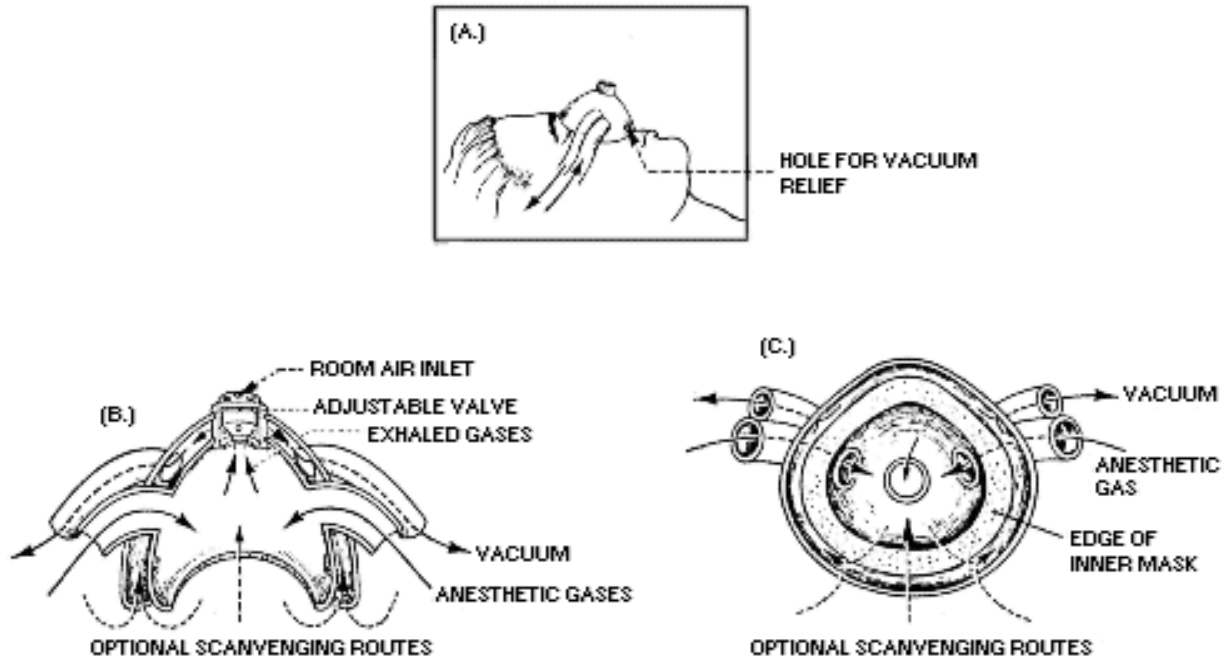 (A.)
HOLE FOR VACUUM
RELIEF
(B.)
ROOM AIR INLET
ADJUSTABLE VALVE
EXHALED GASES
VACUUM
ANESTHETIC GASES
OPTIONAL SCANVENGING ROUTES
(C.)
VACUUM
ANESTHETIC
GAS
EDGE OF
INNER MASK
OPTIONAL SCANVENGING ROUTES